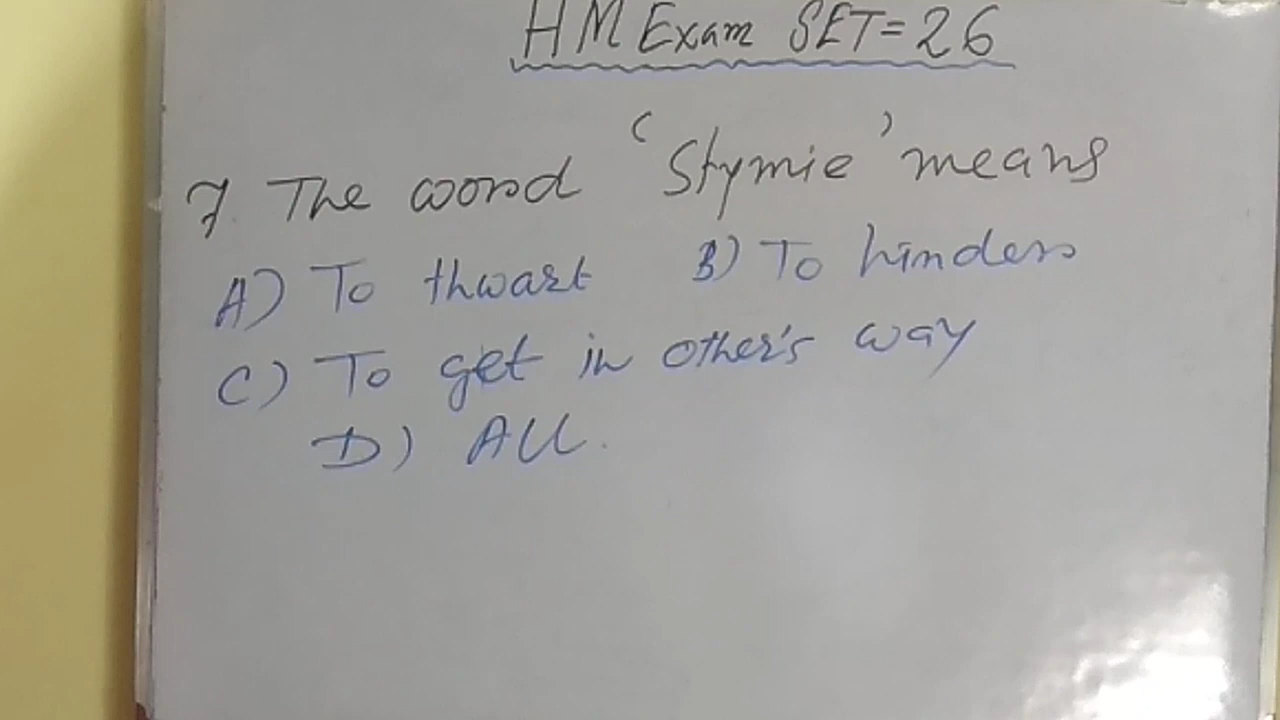 HM Exam SET=26
7. The word 'Stymie' means
A) To thwart B) To hinder
C) To get in other's way
D) All.